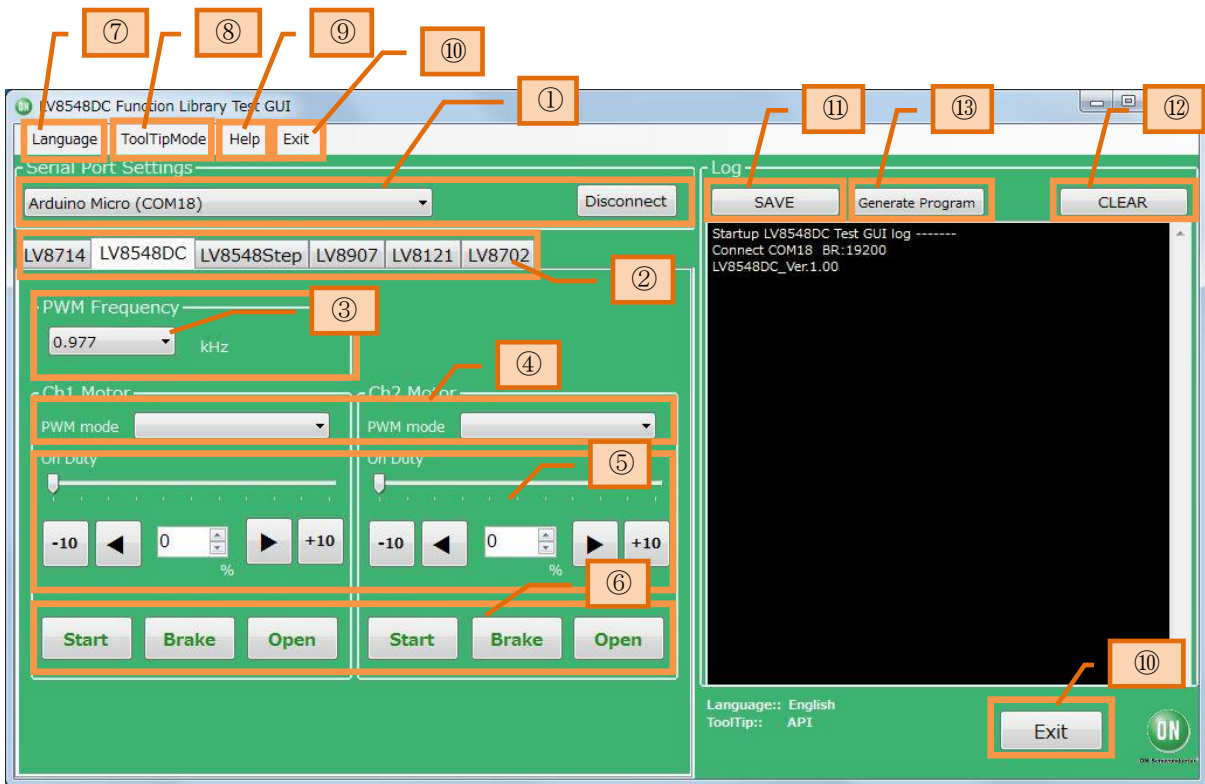 ⑦ ⑧ ⑨ ⑩
LV8548DC Function Library Test GUI
① ⑪ ⑬ ⑫
Language ToolTipMode Help Exit
Serial Port Settings
Arduino Micro (COM18) Disconnect
LV8714 LV8548DC LV8548Step LV8907 LV8121 LV8702
②
PWM Frequency
③
0.977 kHz
④
Ch1 Motor Ch2 Motor
PWM mode PWM mode
On Duty On Duty
⑤
-10 ◀ 0 ▶ +10 -10 ◀ 0 ▶ +10
% %
⑥
Start Brake Open Start Brake Open
Log
SAVE Generate Program CLEAR
Startup LV8548DC Test GUI log -------
Connect COM18 BR:19200
LV8548DC_Ver.1.00
⑩
Language:: English
ToolTip:: API
Exit
ON
ON Semiconductor